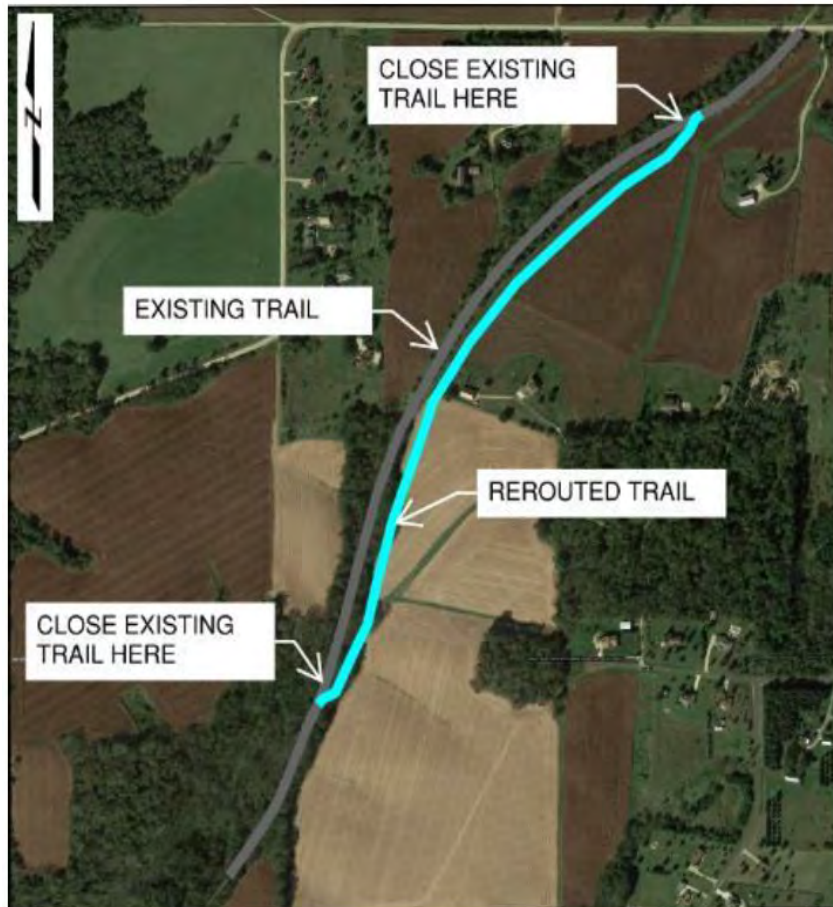 N
CLOSE EXISTING
TRAIL HERE
EXISTING TRAIL
REROUTED TRAIL
CLOSE EXISTING
TRAIL HERE